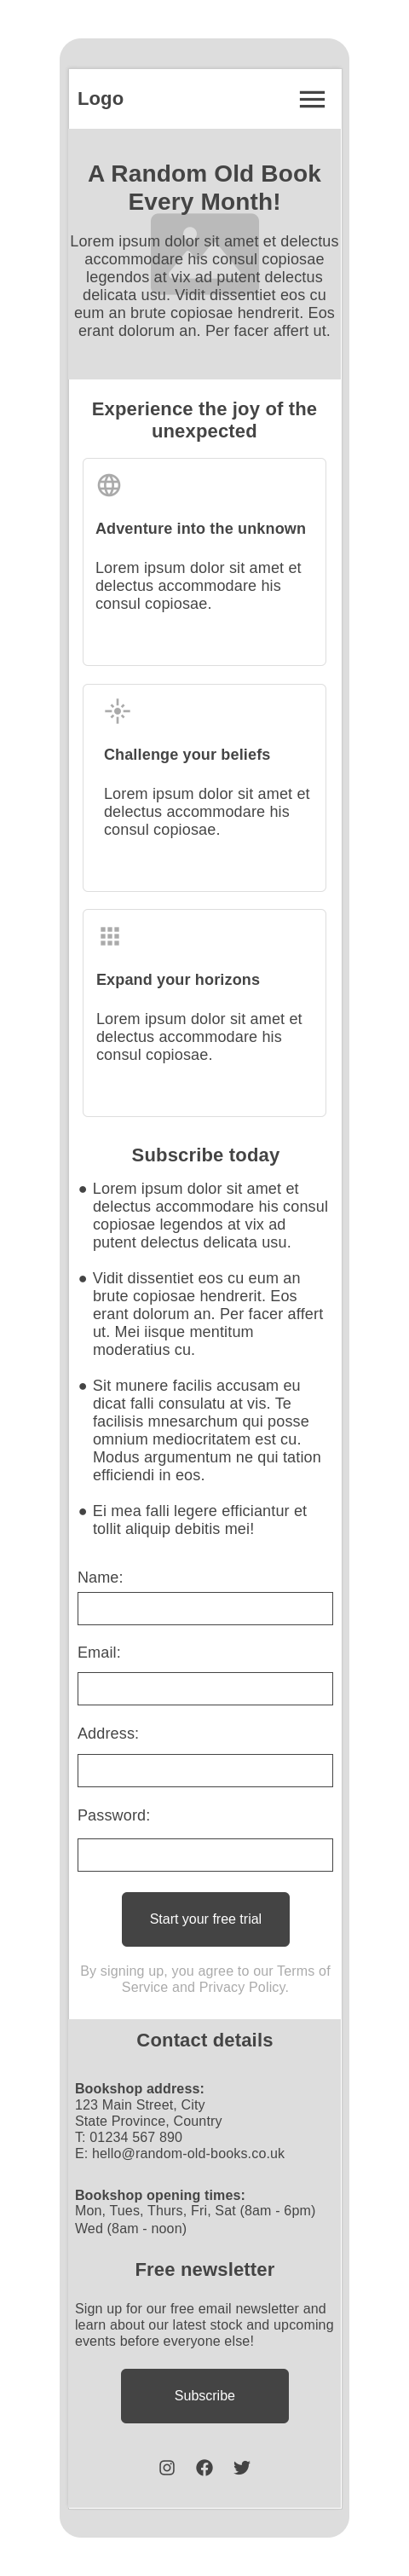 Logo
A Random Old Book
Every Month!
Lorem ipsum dolor sit amet et delectus
accommodare his consul copiosae
legendos at vix ad putent delectus
delicata usu. Vidit dissentiet eos cu
eum an brute copiosae hendrerit. Eos
erant dolorum an. Per facer affert ut.
Experience the joy of the
unexpected
Adventure into the unknown
Lorem ipsum dolor sit amet et
delectus accommodare his
consul copiosae.
Challenge your beliefs
Lorem ipsum dolor sit amet et
delectus accommodare his
consul copiosae.
Expand your horizons
Lorem ipsum dolor sit amet et
delectus accommodare his
consul copiosae.
Subscribe today
● Lorem ipsum dolor sit amet et
delectus accommodare his consul
copiosae legendos at vix ad
putent delectus delicata usu.
● Vidit dissentiet eos cu eum an
brute copiosae hendrerit. Eos
erant dolorum an. Per facer affert
ut. Mei iisque mentitum
moderatius cu.
● Sit munere facilis accusam eu
dicat falli consulatu at vis. Te
facilisis mnesarchum qui posse
omnium mediocritatem est cu.
Modus argumentum ne qui tation
efficiendi in eos.
● Ei mea falli legere efficiantur et
tollit aliquip debitis mei!
Name:
Email:
Address:
Password:
Start your free trial
By signing up, you agree to our Terms of
Service and Privacy Policy.
Contact details
Bookshop address:
123 Main Street, City
State Province, Country
T: 01234 567 890
E: hello@random-old-books.co.uk
Bookshop opening times:
Mon, Tues, Thurs, Fri, Sat (8am - 6pm)
Wed (8am - noon)
Free newsletter
Sign up for our free email newsletter and
learn about our latest stock and upcoming
events before everyone else!
Subscribe